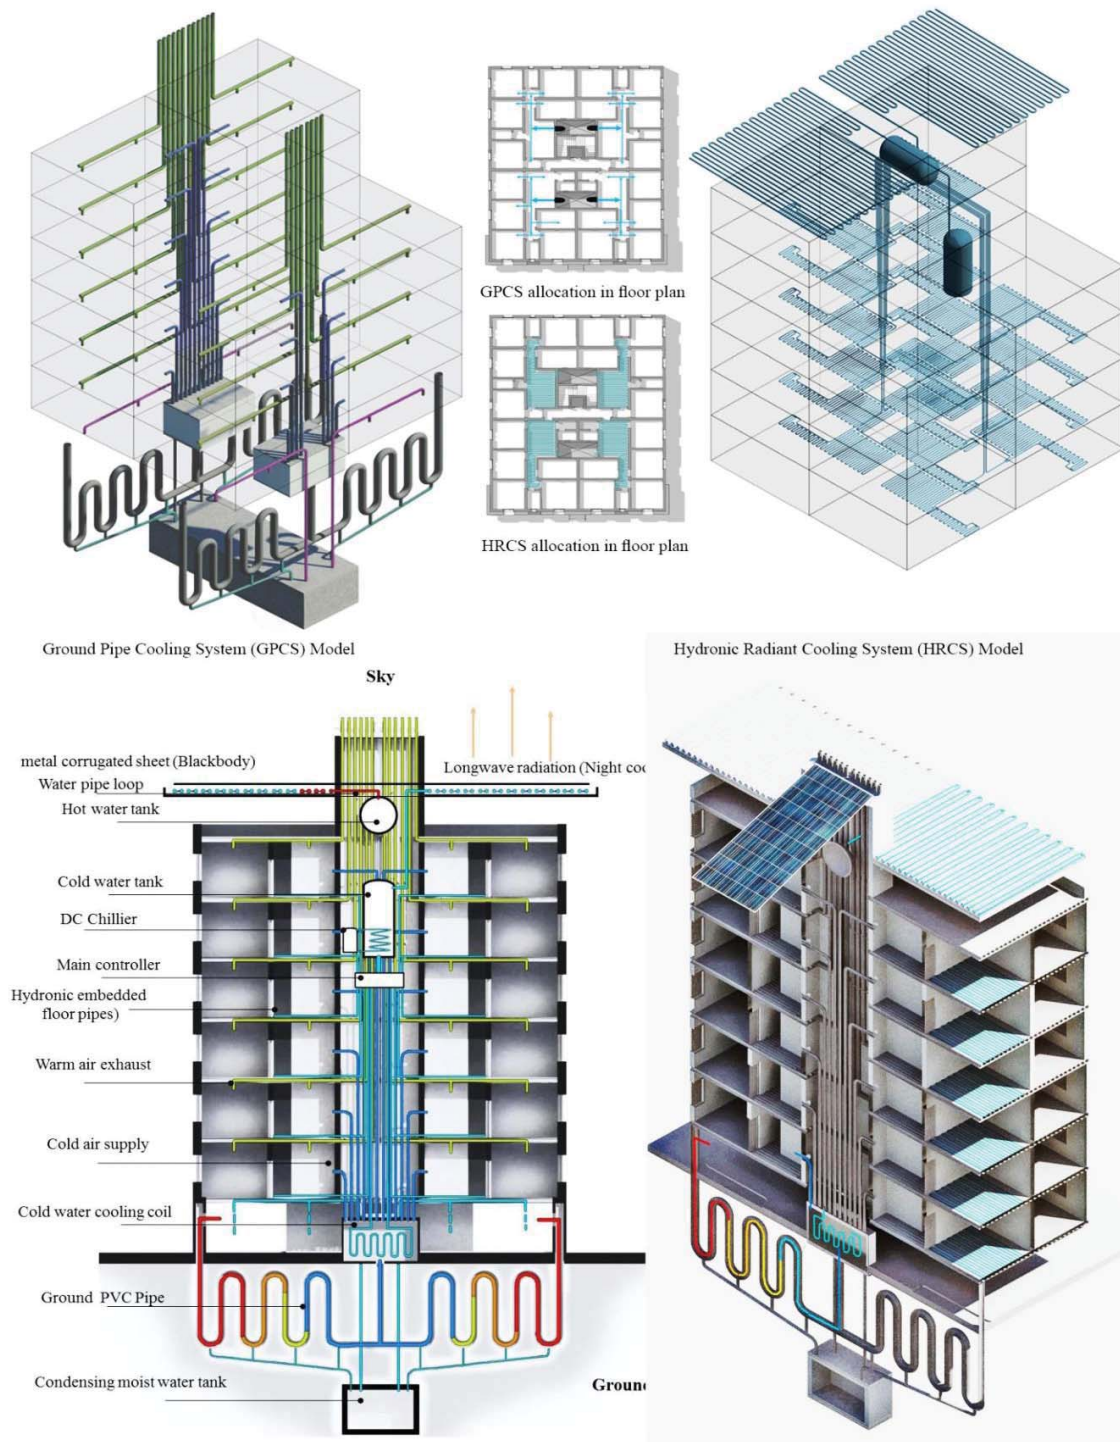 GPCS allocation in floor plan
HRCS allocation in floor plan
Ground Pipe Cooling System (GPCS) Model
Hydronic Radiant Cooling System (HRCS) Model
Sky
metal corrugated sheet (Blackbody)
Longwave radiation (Night coo
Water pipe loop
Hot water tank
Cold water tank
DC Chillier
Main controller
Hydronic embedded
floor pipes)
Warm air exhaust
Cold air supply
Cold water cooling coil
Ground PVC Pipe
Condensing moist water tank
Ground